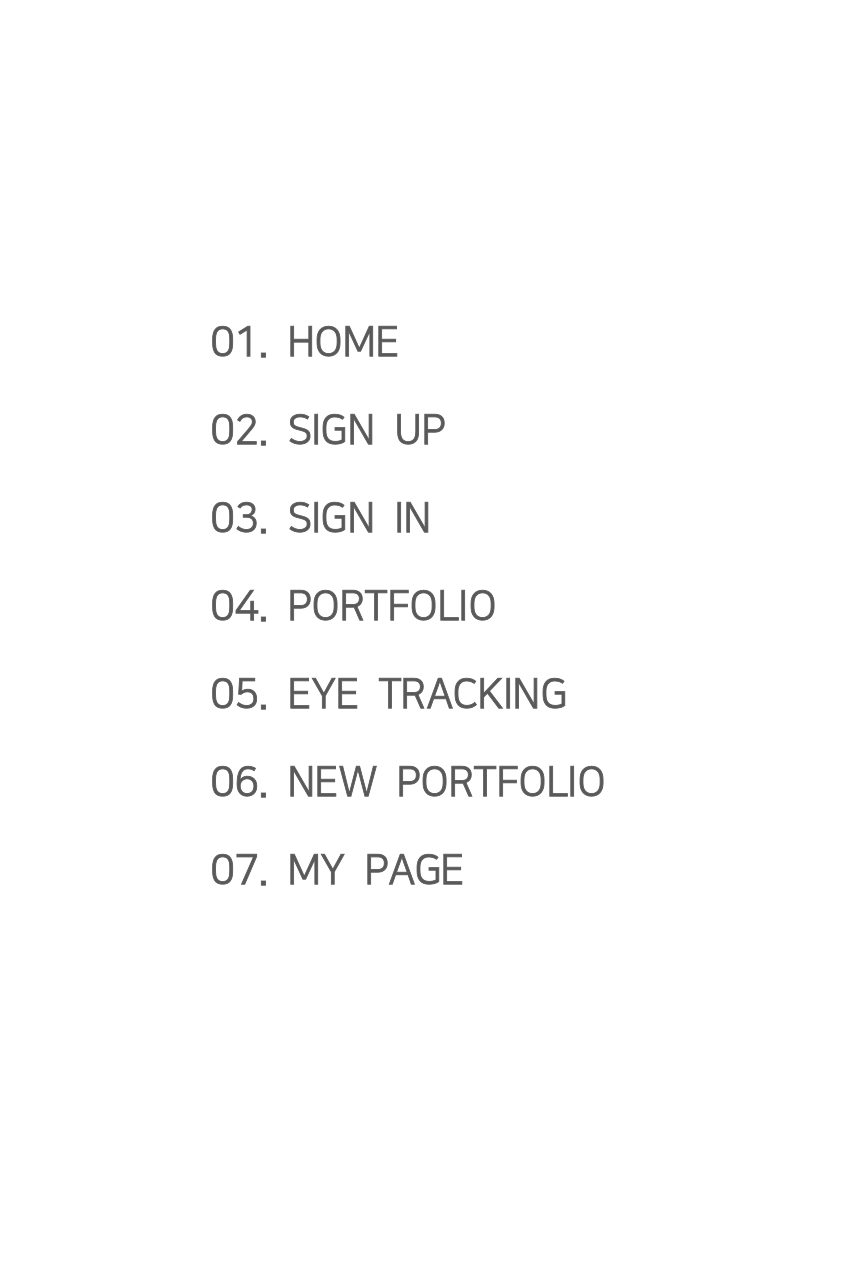 01. HOME
02. SIGN UP
03. SIGN IN
04. PORTFOLIO
05. EYE TRACKING
06. NEW PORTFOLIO
07. MY PAGE